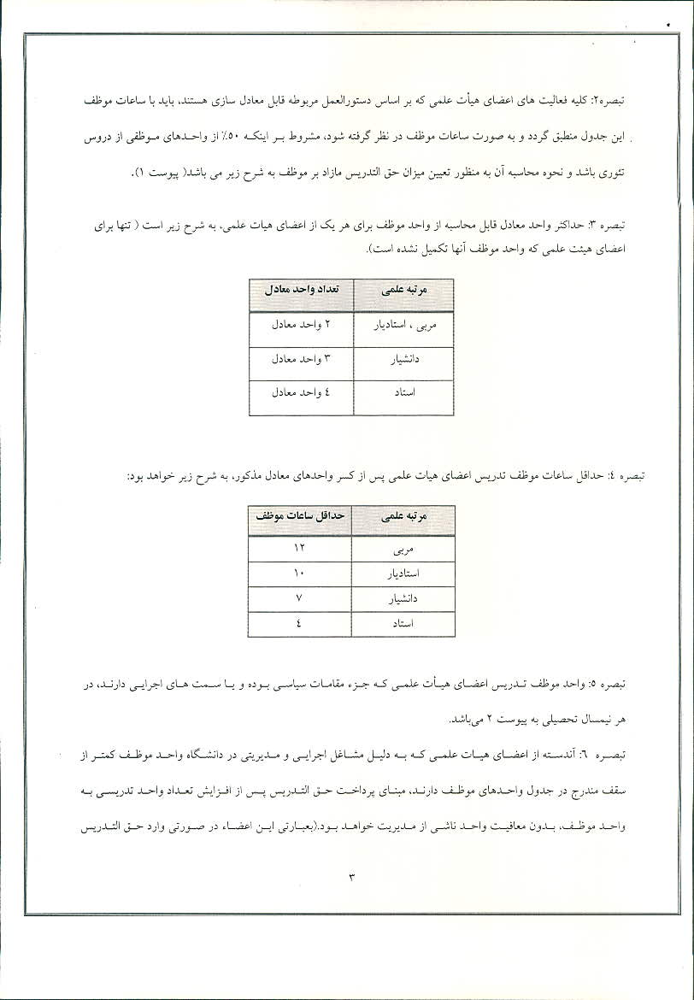 تبصره۲: کلیه فعالیت های اعضای هیأت علمی که بر اساس دستورالعمل مربوطه قابل معادل سازی هستند، باید با ساعات موظف
این جدول منطبق گردد و به صورت ساعات موظف در نظر گرفته شود، مشروط بر اینکه ۵۰٪ از واحدهای موظفی از دروس
تئوری باشد و نحوه محاسبه آن به منظور تعیین میزان حق التدریس مازاد بر موظف به شرح زیر می باشد( پیوست ۱).
تبصره ۳: حداکثر واحد معادل قابل محاسبه از واحد موظف برای هر یک از اعضای هیات علمی، به شرح زیر است ( تنها برای
اعضای هیئت علمی که واحد موظف آنها تکمیل نشده است).
مرتبه علمی	تعداد واحد معادل
مربی ، استادیار	۲ واحد معادل
دانشیار	۳ واحد معادل
استاد	٤ واحد معادل
تبصره ٤: حداقل ساعات موظف تدریس اعضای هیات علمی پس از کسر واحدهای معادل مذکور، به شرح زیر خواهد بود:
مرتبه علمی	حداقل ساعات موظف
مربی	۱۲
استادیار	۱۰
دانشیار	۷
استاد	٤
تبصره ۵: واحد موظف تدریس اعضای هیأت علمی که جزء مقامات سیاسی بوده و یا سمت های اجرایی دارند، در
هر نیمسال تحصیلی به پیوست ۲ می‌باشد.
تبصره ٦: آندسته از اعضای هیات علمی که به دلیل مشاغل اجرایی و مدیریتی در دانشگاه واحد موظف کمتر از
سقف مندرج در جدول واحدهای موظف دارند، مبنای پرداخت حق التدریس پس از افزایش تعداد واحد تدریسی به
واحد موظف، بدون معافیت واحد ناشی از مدیریت خواهد بود.(بعبارتی این اعضاء در صورتی وارد حق التدریس
۳